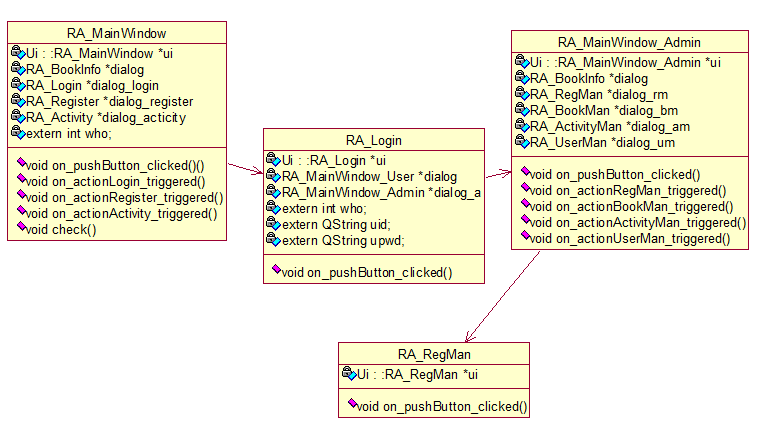 RA_MainWindow
Ui : :RA_MainWindow *ui
RA_BookInfo *dialog
RA_Login *dialog_login
RA_Register *dialog_register
RA_Activity *dialog_acticity
extern int who;
void on_pushButton_clicked()()
void on_actionLogin_triggered()
void on_actionRegister_triggered()
void on_actionActivity_triggered()
void check()
RA_Login
Ui : :RA_Login *ui
RA_MainWindow_User *dialog
RA_MainWindow_Admin *dialog_a
extern int who;
extern QString uid;
extern QString upwd;
void on_pushButton_clicked()
RA_MainWindow_Admin
Ui : :RA_MainWindow_Admin *ui
RA_BookInfo *dialog
RA_RegMan *dialog_rm
RA_BookMan *dialog_bm
RA_ActivityMan *dialog_am
RA_UserMan *dialog_um
void on_pushButton_clicked()
void on_actionRegMan_triggered()
void on_actionBookMan_triggered()
void on_actionActivityMan_triggered()
void on_actionUserMan_triggered()
RA_RegMan
Ui : :RA_RegMan *ui
void on_pushButton_clicked()